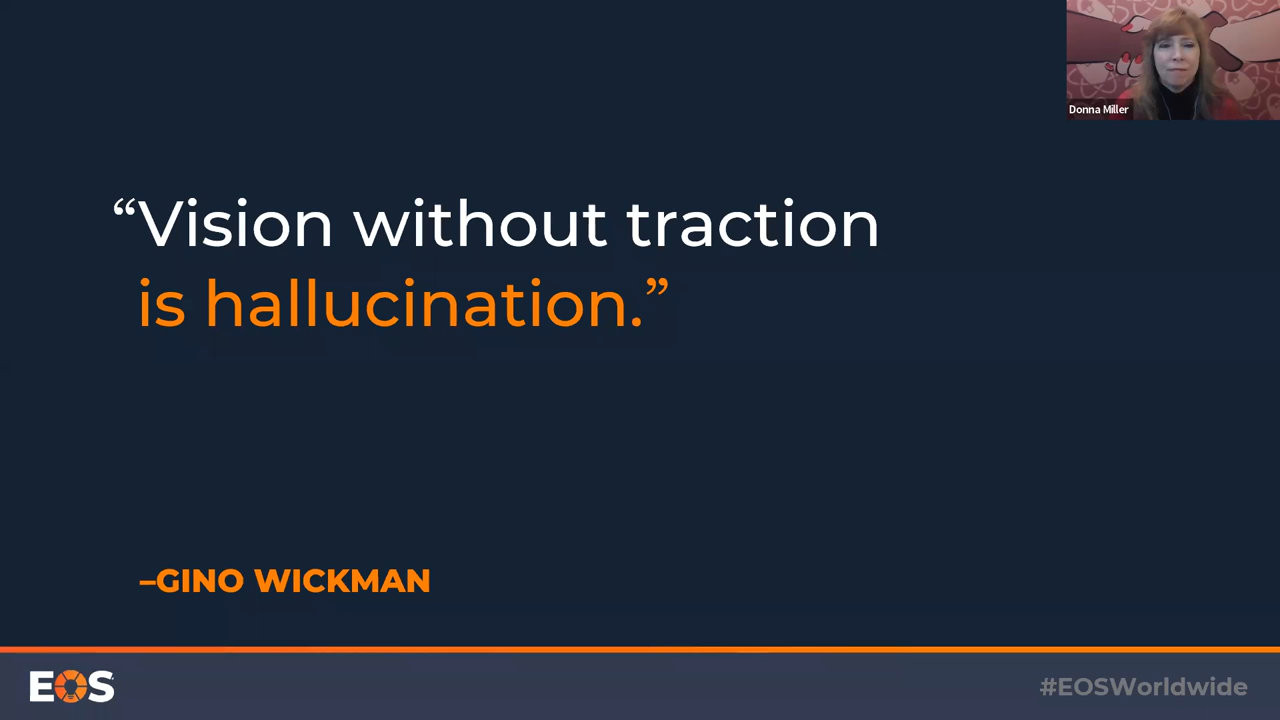 Donna Miller
“Vision without traction
is hallucination.”
–GINO WICKMAN
EOS
#EOSWorldwide